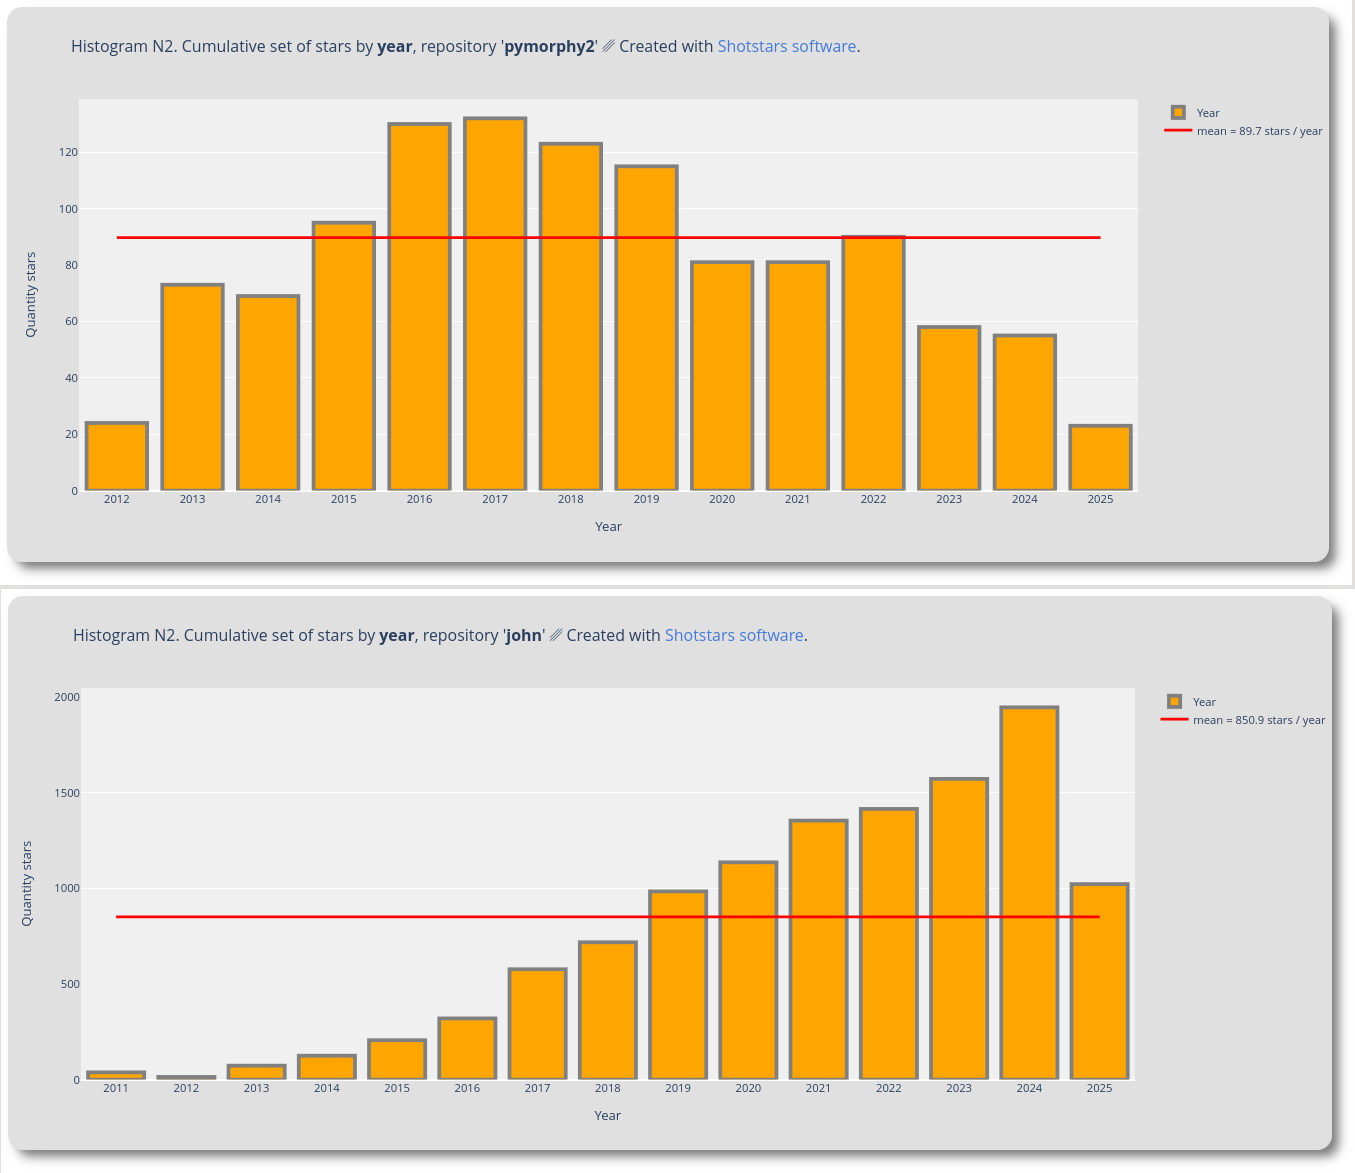 Histogram N2. Cumulative set of stars by year, repository 'pymorphy2' ⫽ Created with Shotstars software.
Year
mean = 89.7 stars / year
120
100
80
60
40
20
0
Quantity stars
2012 2013 2014 2015 2016 2017 2018 2019 2020 2021 2022 2023 2024 2025
Year
Histogram N2. Cumulative set of stars by year, repository 'john' ⫽ Created with Shotstars software.
Year
mean = 850.9 stars / year
2000
1500
1000
500
0
Quantity stars
2011 2012 2013 2014 2015 2016 2017 2018 2019 2020 2021 2022 2023 2024 2025
Year